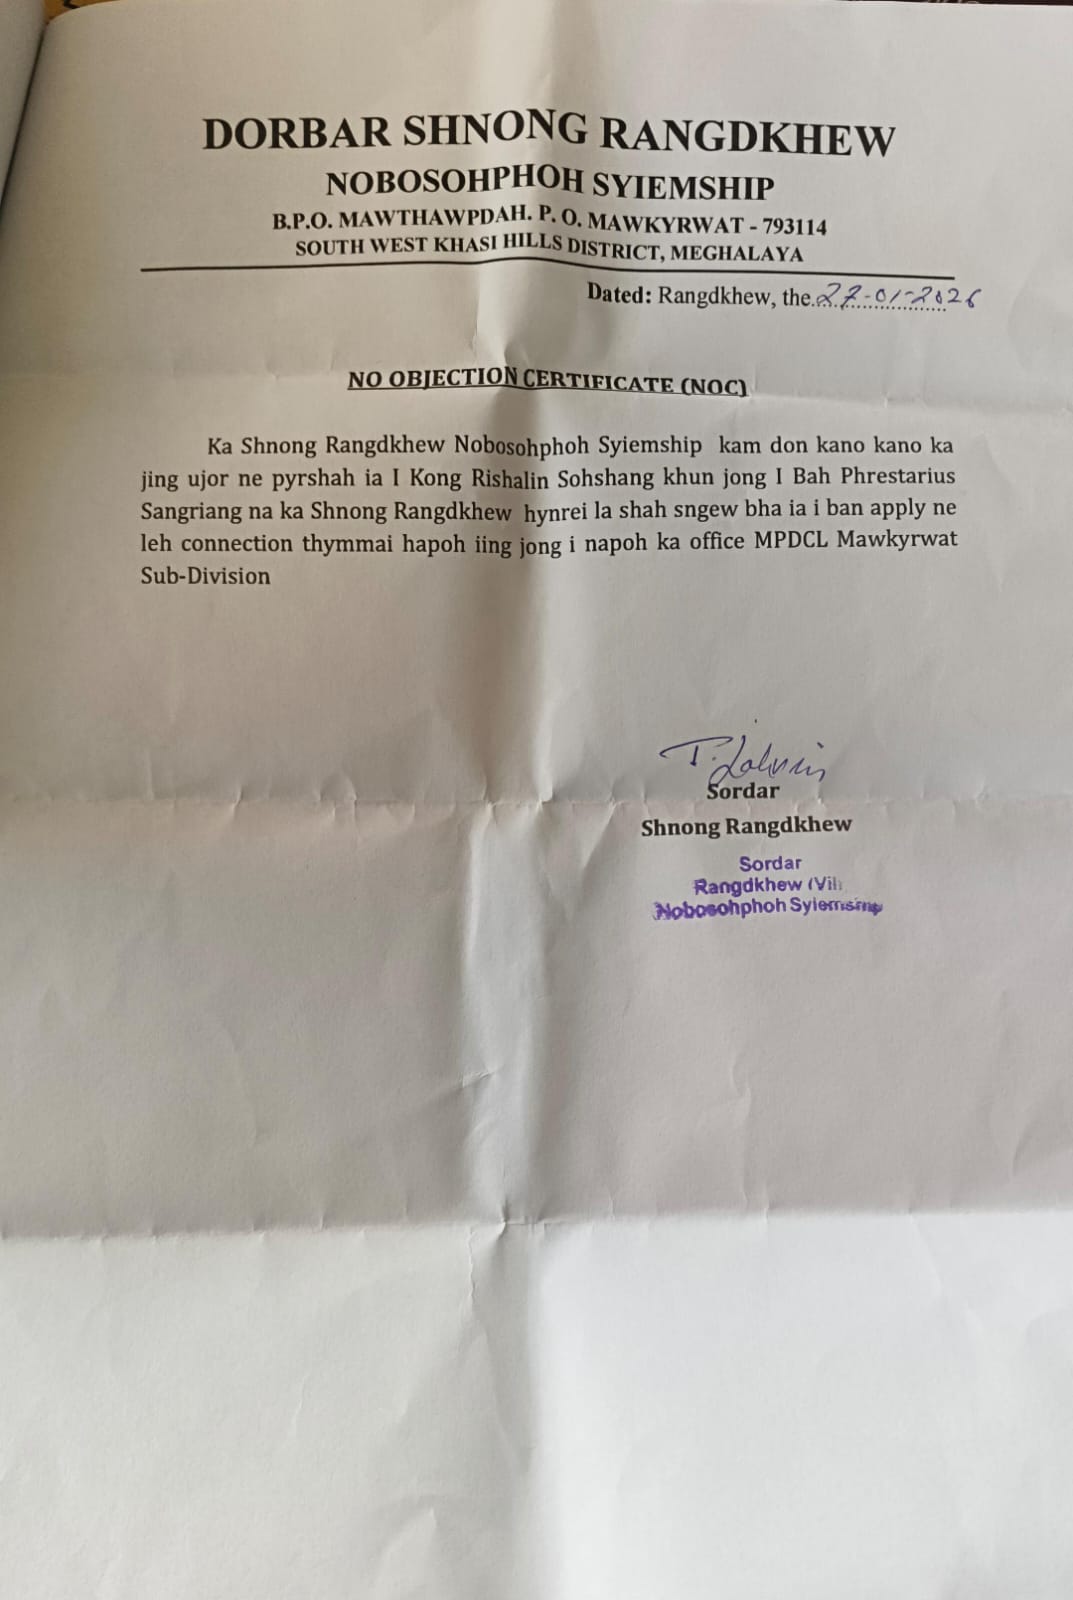 DORBAR SHNONG RANGDKHEW
NOBOSOHPHOH SYIEMSHIP
B.P.O. MAWTHAWPDAH. P. O. MAWKYRWAT - 793114
SOUTH WEST KHASI HILLS DISTRICT, MEGHALAYA
Dated: Rangdkhew, the 27-01-2026
NO OBJECTION CERTIFICATE (NOC)
Ka Shnong Rangdkhew Nobosohphoh Syiemship kam don kano kano ka
jing ujor ne pyrshah ia I Kong Rishalin Sohshang khun jong I Bah Phrestarius
Sangriang na ka Shnong Rangdkhew hynrei la shah sngew bha ia i ban apply ne
leh connection thymmai hapoh iing jong i napoh ka office MPDCL Mawkyrwat
Sub-Division
Sordar
Shnong Rangdkhew
Sordar
Rangdkhew (Vil)
Nobosohphoh Syiemship